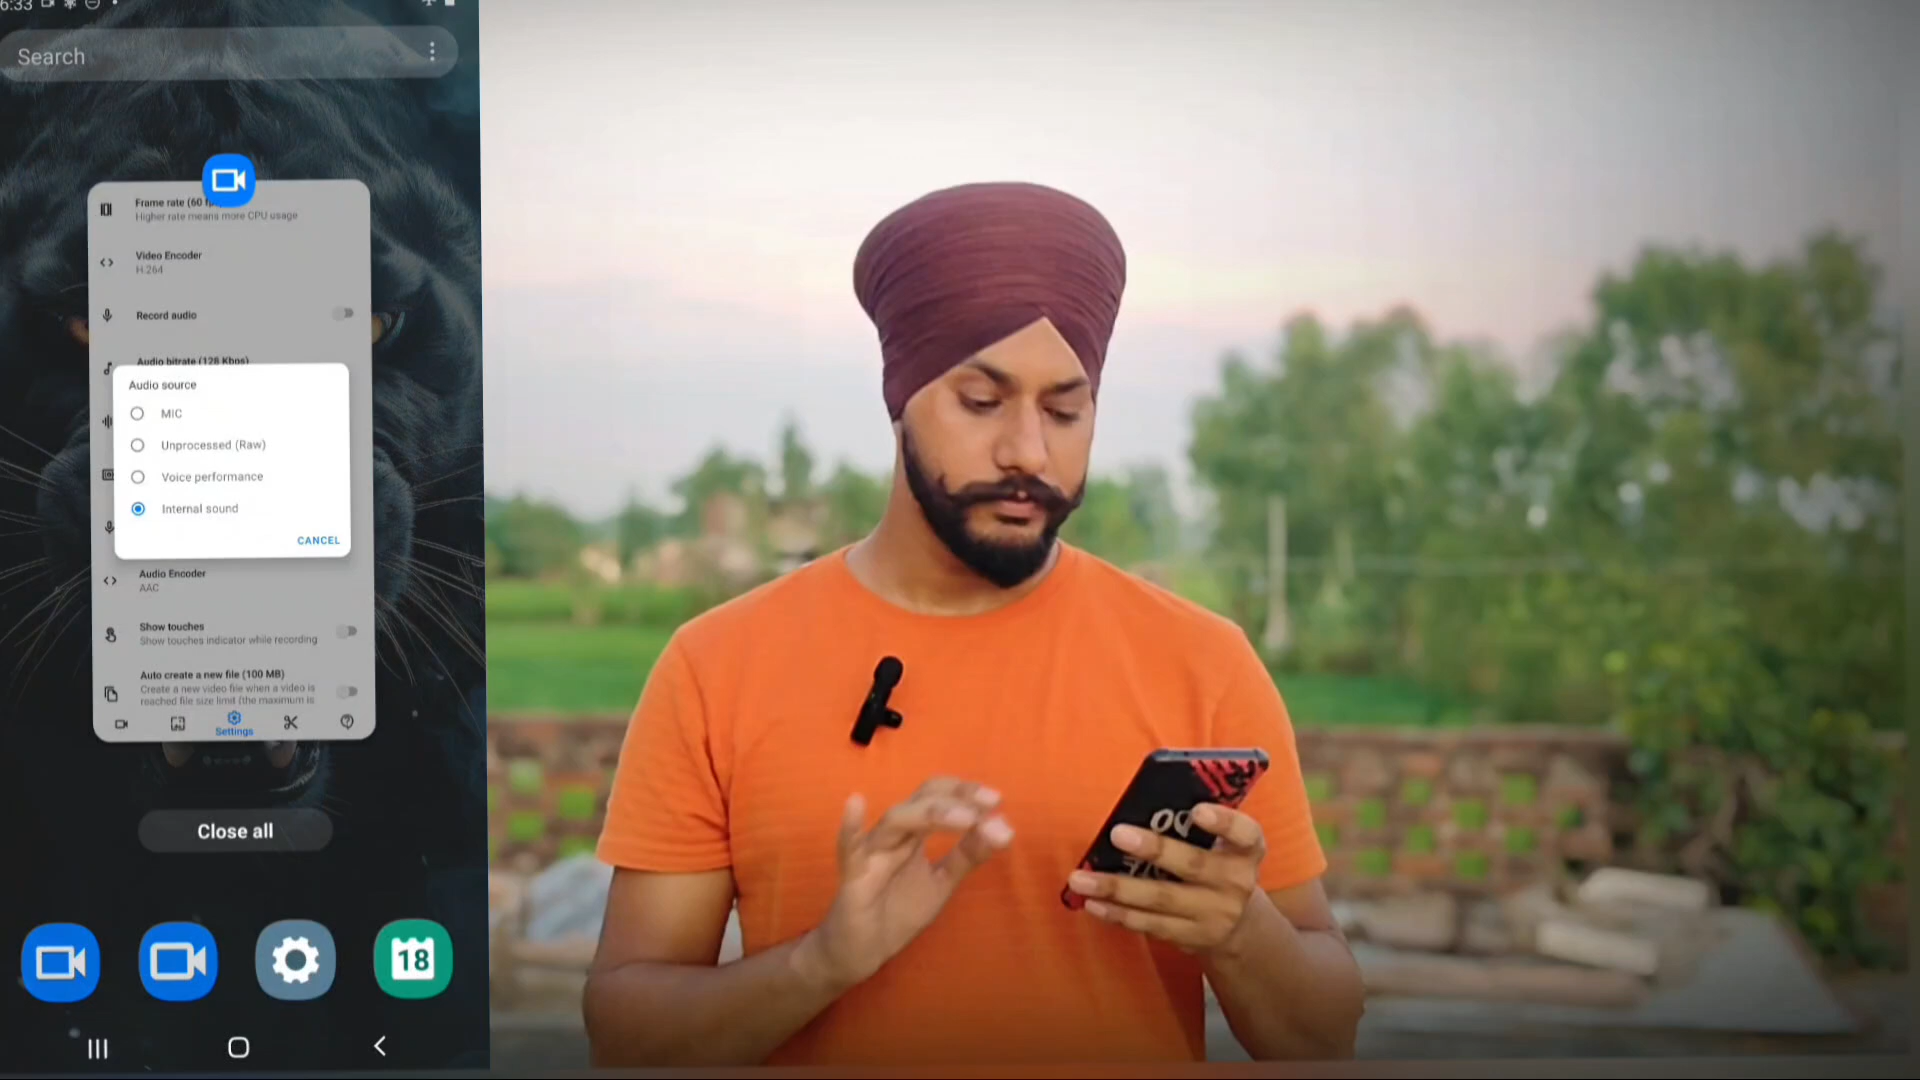 6:33
Search
Frame rate (60 fp
Higher rate means more CPU usage
Video Encoder
H.264
Record audio
Audio bitrate (128 Kbps)
Audio source
MIC
Unprocessed (Raw)
Voice performance
Internal sound
CANCEL
Audio Encoder
AAC
Show touches
Show touches indicator while recording
Auto create a new file (100 MB)
Create a new video file when a video is
reached file size limit (the maximum is
Settings
Close all
18